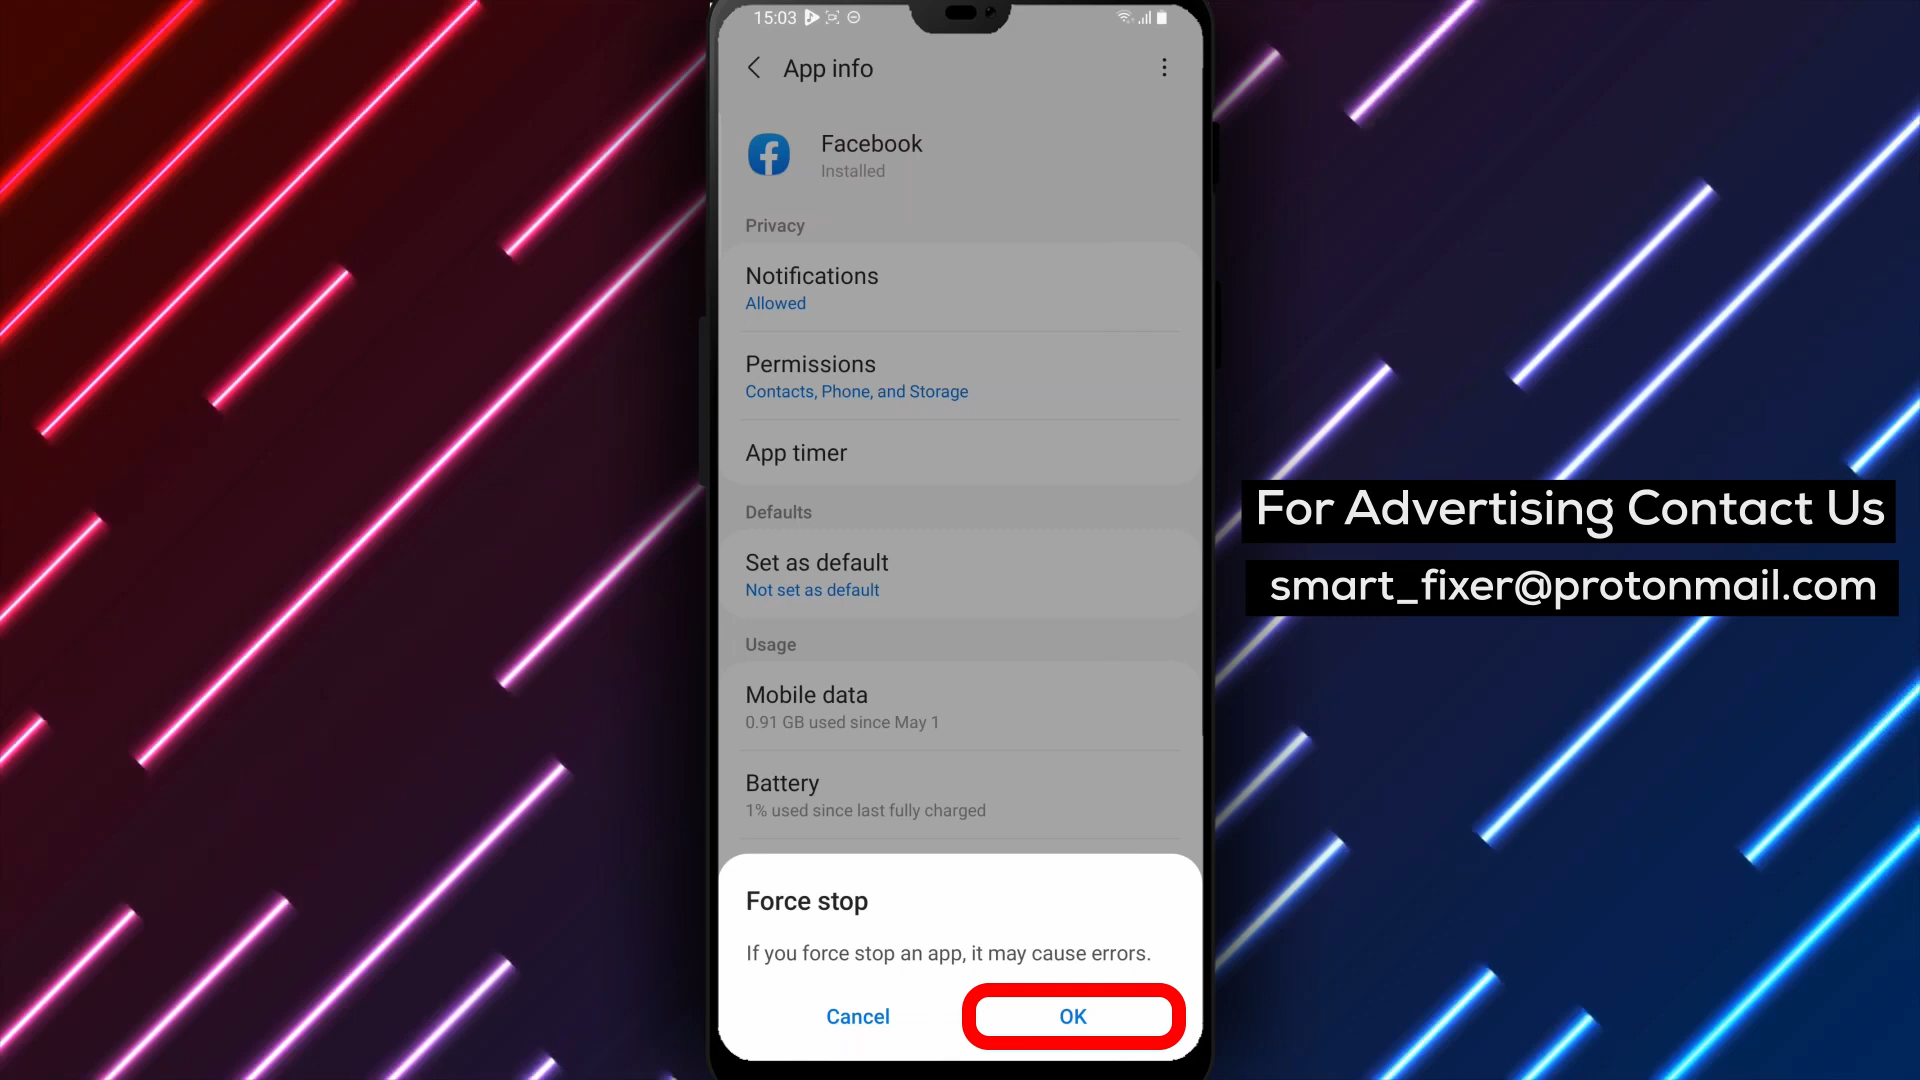 15:03
App info
Facebook
Installed
Privacy
Notifications
Allowed
Permissions
Contacts, Phone, and Storage
App timer
Defaults
Set as default
Not set as default
Usage
Mobile data
0.91 GB used since May 1
Battery
1% used since last fully charged
Force stop
If you force stop an app, it may cause errors.
Cancel
OK
For Advertising Contact Us
smart_fixer@protonmail.com